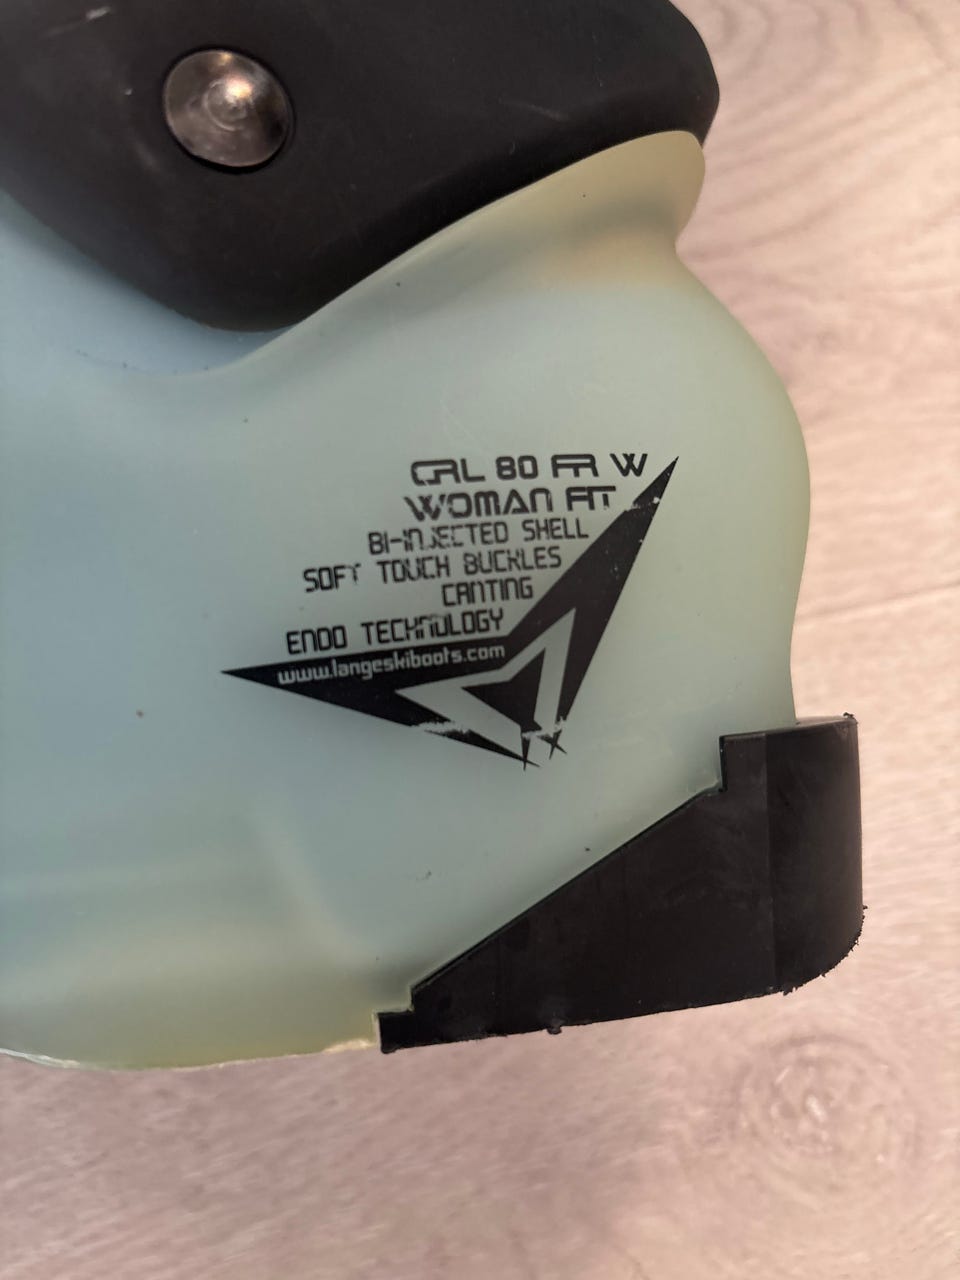 CRL 80 FR W
WOMAN FIT
BI-INJECTED SHELL
SOFT TOUCH BUCKLES
CANTING
ENDO TECHNOLOGY
www.langeskiboots.com